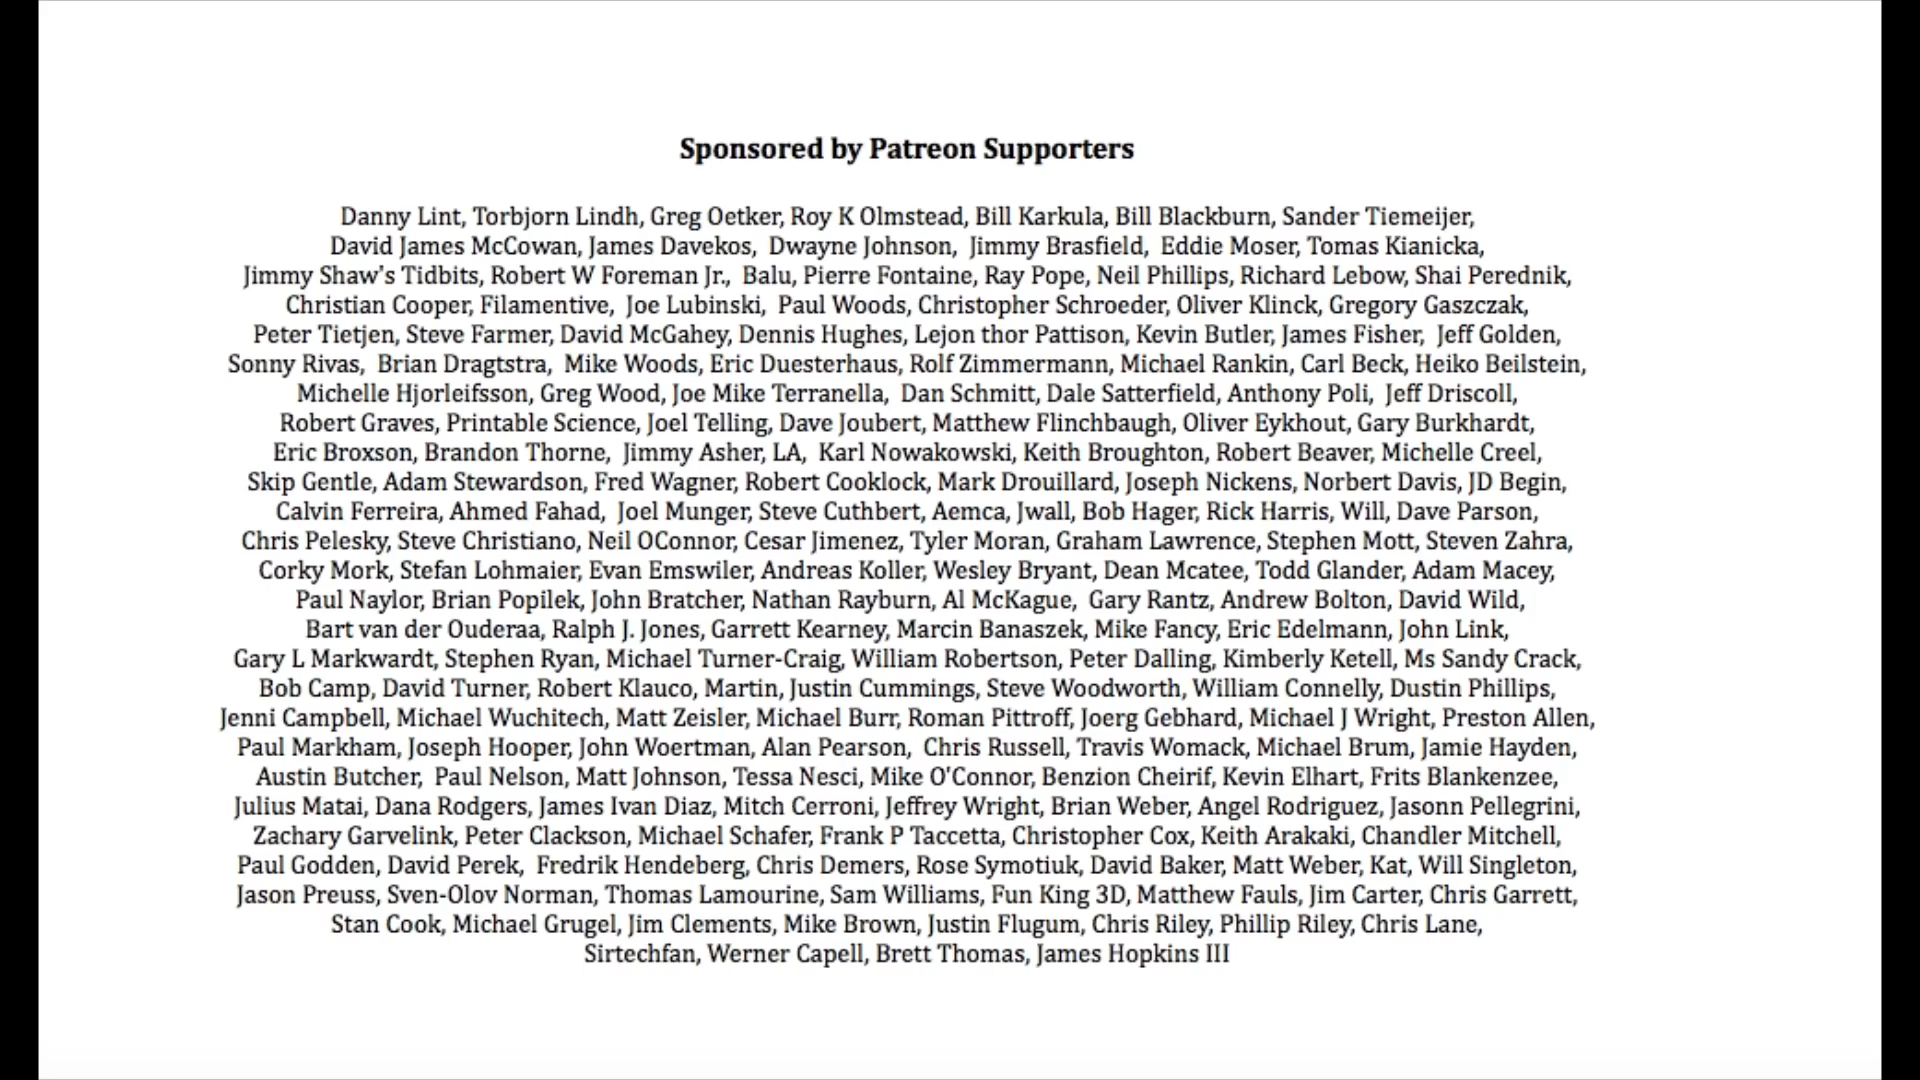 Sponsored by Patreon Supporters
Danny Lint, Torbjorn Lindh, Greg Oetker, Roy K Olmstead, Bill Karkula, Bill Blackburn, Sander Tiemeijer,
David James McCowan, James Davekos, Dwayne Johnson, Jimmy Brasfield, Eddie Moser, Tomas Kianicka,
Jimmy Shaw's Tidbits, Robert W Foreman Jr., Balu, Pierre Fontaine, Ray Pope, Neil Phillips, Richard Lebow, Shai Perednik,
Christian Cooper, Filamentive, Joe Lubinski, Paul Woods, Christopher Schroeder, Oliver Klinck, Gregory Gaszczak,
Peter Tietjen, Steve Farmer, David McGahey, Dennis Hughes, Lejon thor Pattison, Kevin Butler, James Fisher, Jeff Golden,
Sonny Rivas, Brian Dragtstra, Mike Woods, Eric Duesterhaus, Rolf Zimmermann, Michael Rankin, Carl Beck, Heiko Beilstein,
Michelle Hjorleifsson, Greg Wood, Joe Mike Terranella, Dan Schmitt, Dale Satterfield, Anthony Poli, Jeff Driscoll,
Robert Graves, Printable Science, Joel Telling, Dave Joubert, Matthew Flinchbaugh, Oliver Eykhout, Gary Burkhardt,
Eric Broxson, Brandon Thorne, Jimmy Asher, LA, Karl Nowakowski, Keith Broughton, Robert Beaver, Michelle Creel,
Skip Gentle, Adam Stewardson, Fred Wagner, Robert Cooklock, Mark Drouillard, Joseph Nickens, Norbert Davis, JD Begin,
Calvin Ferreira, Ahmed Fahad, Joel Munger, Steve Cuthbert, Aemca, Jwall, Bob Hager, Rick Harris, Will, Dave Parson,
Chris Pelesky, Steve Christiano, Neil OConnor, Cesar Jimenez, Tyler Moran, Graham Lawrence, Stephen Mott, Steven Zahra,
Corky Mork, Stefan Lohmaier, Evan Emswiler, Andreas Koller, Wesley Bryant, Dean Mcatee, Todd Glander, Adam Macey,
Paul Naylor, Brian Popilek, John Bratcher, Nathan Rayburn, Al McKague, Gary Rantz, Andrew Bolton, David Wild,
Bart van der Ouderaa, Ralph J. Jones, Garrett Kearney, Marcin Banaszek, Mike Fancy, Eric Edelmann, John Link,
Gary L Markwardt, Stephen Ryan, Michael Turner-Craig, William Robertson, Peter Dalling, Kimberly Ketell, Ms Sandy Crack,
Bob Camp, David Turner, Robert Klauco, Martin, Justin Cummings, Steve Woodworth, William Connelly, Dustin Phillips,
Jenni Campbell, Michael Wuchitech, Matt Zeisler, Michael Burr, Roman Pittroff, Joerg Gebhard, Michael J Wright, Preston Allen,
Paul Markham, Joseph Hooper, John Woertman, Alan Pearson, Chris Russell, Travis Womack, Michael Brum, Jamie Hayden,
Austin Butcher, Paul Nelson, Matt Johnson, Tessa Nesci, Mike O'Connor, Benzion Cheirif, Kevin Elhart, Frits Blankenzee,
Julius Matai, Dana Rodgers, James Ivan Diaz, Mitch Cerroni, Jeffrey Wright, Brian Weber, Angel Rodriguez, Jasonn Pellegrini,
Zachary Garvelink, Peter Clackson, Michael Schafer, Frank P Taccetta, Christopher Cox, Keith Arakaki, Chandler Mitchell,
Paul Godden, David Perek, Fredrik Hendeberg, Chris Demers, Rose Symotiuk, David Baker, Matt Weber, Kat, Will Singleton,
Jason Preuss, Sven-Olov Norman, Thomas Lamourine, Sam Williams, Fun King 3D, Matthew Fauls, Jim Carter, Chris Garrett,
Stan Cook, Michael Grugel, Jim Clements, Mike Brown, Justin Flugum, Chris Riley, Phillip Riley, Chris Lane,
Sirtechfan, Werner Capell, Brett Thomas, James Hopkins III